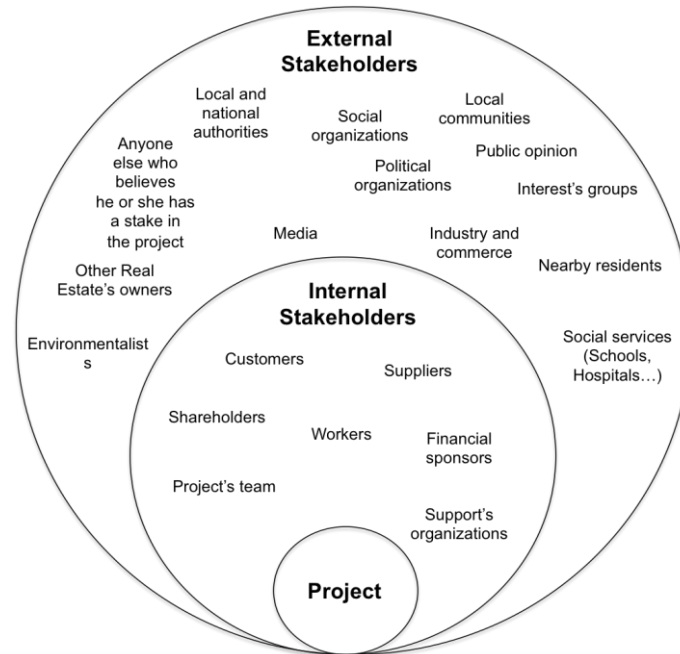 External
Stakeholders
Local and
national
authorities
Social
organizations
Local
communities
Anyone
else who
believes
he or she has
a stake in
the project
Political
organizations
Public opinion
Interest's groups
Media
Industry and
commerce
Nearby residents
Other Real
Estate's owners
Environmentalist
s
Social services
(Schools,
Hospitals…)
Internal
Stakeholders
Customers
Suppliers
Shareholders
Workers
Financial
sponsors
Project's team
Support's
organizations
Project